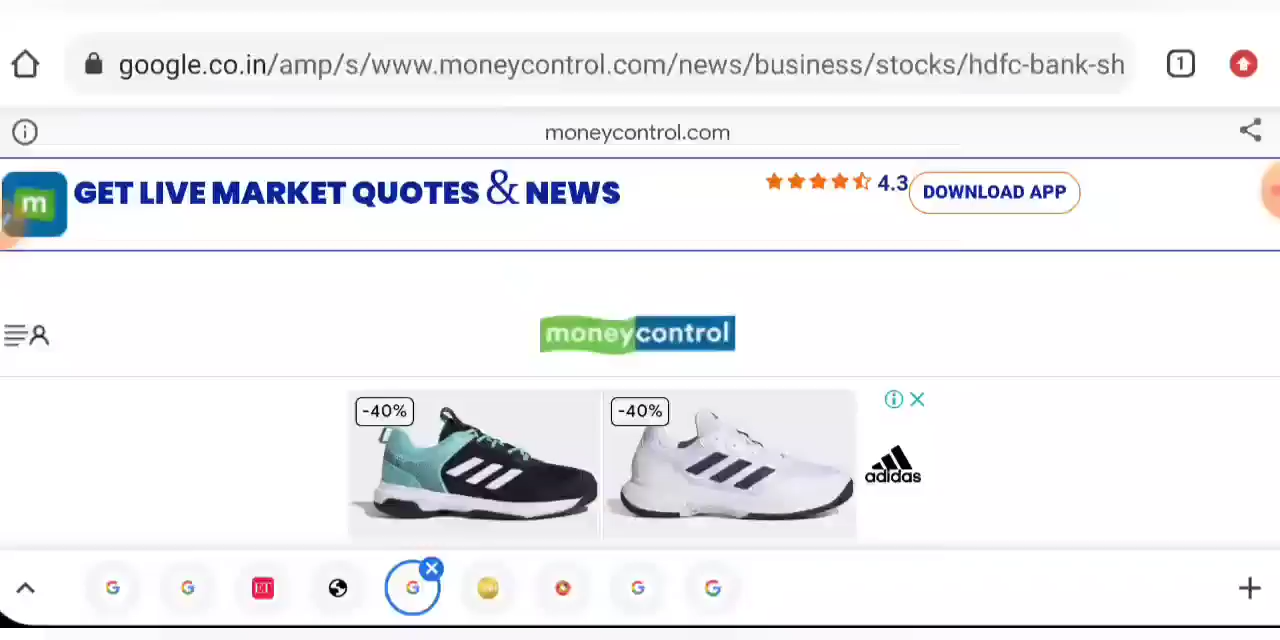 google.co.in/amp/s/www.moneycontrol.com/news/business/stocks/hdfc-bank-sh
1
moneycontrol.com
m
GET LIVE MARKET QUOTES & NEWS
4.3
DOWNLOAD APP
moneycontrol
-40%
-40%
adidas
ET